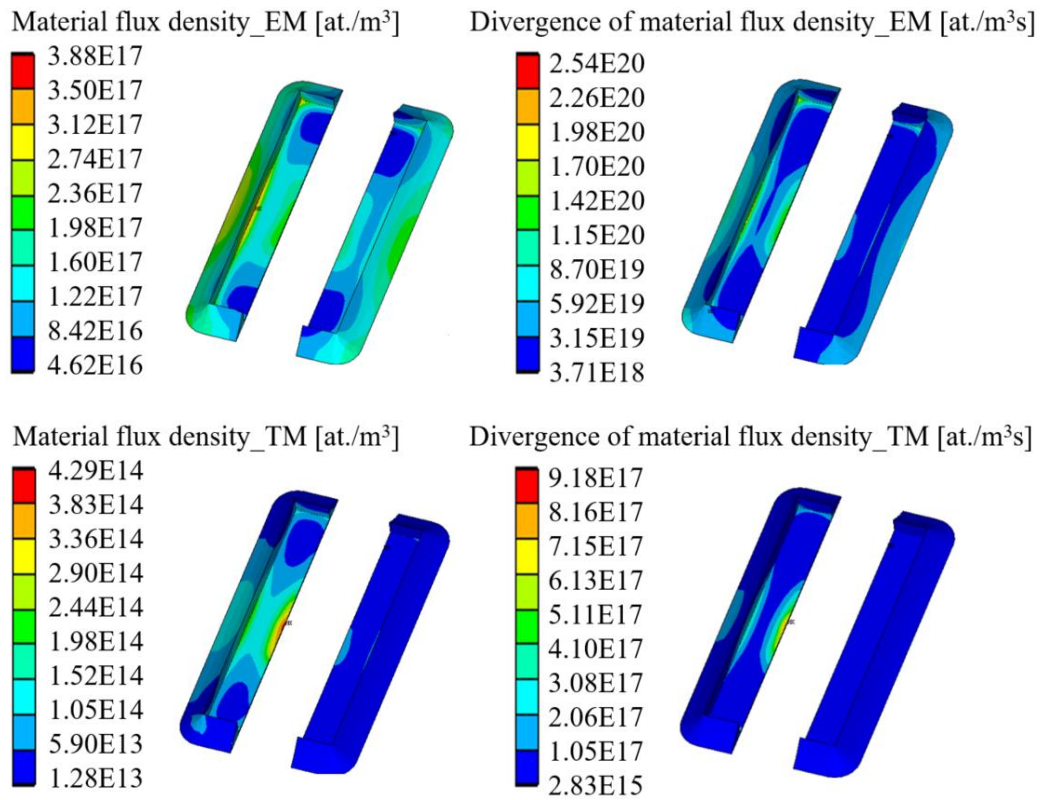 Material flux density_EM [at./m³]
3.88E17
3.50E17
3.12E17
2.74E17
2.36E17
1.98E17
1.60E17
1.22E17
8.42E16
4.62E16
Divergence of material flux density_EM [at./m³s]
2.54E20
2.26E20
1.98E20
1.70E20
1.42E20
1.15E20
8.70E19
5.92E19
3.15E19
3.71E18
Material flux density_TM [at./m³]
4.29E14
3.83E14
3.36E14
2.90E14
2.44E14
1.98E14
1.52E14
1.05E14
5.90E13
1.28E13
Divergence of material flux density_TM [at./m³s]
9.18E17
8.16E17
7.15E17
6.13E17
5.11E17
4.10E17
3.08E17
2.06E17
1.05E17
2.83E15